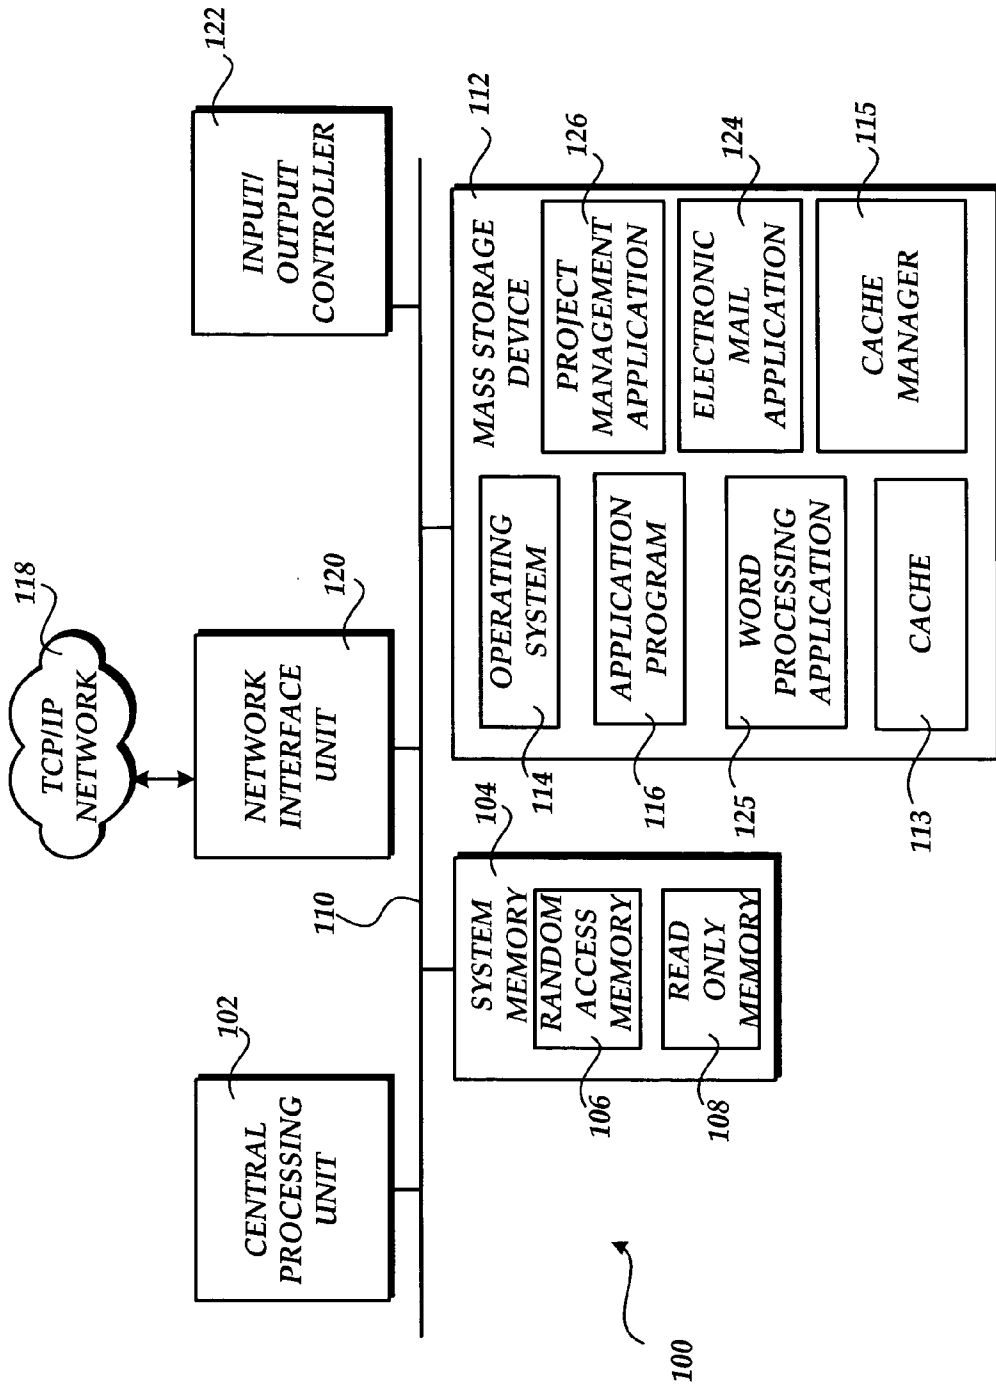 118
TCP/IP
NETWORK
102
CENTRAL
PROCESSING
UNIT
120
NETWORK
INTERFACE
UNIT
122
INPUT/
OUTPUT
CONTROLLER
110
104
SYSTEM
MEMORY
RANDOM
ACCESS
MEMORY
106
READ
ONLY
MEMORY
108
112
MASS STORAGE
DEVICE
OPERATING
SYSTEM
114
PROJECT
MANAGEMENT
APPLICATION
126
APPLICATION
PROGRAM
116
ELECTRONIC
MAIL
APPLICATION
124
WORD
PROCESSING
APPLICATION
125
CACHE
MANAGER
115
CACHE
113
100